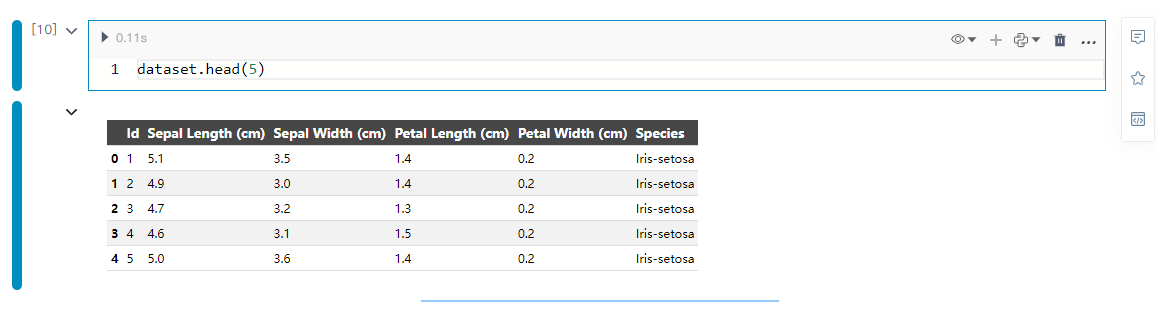 [10]
0.11s
1 dataset.head(5)
Id Sepal Length (cm) Sepal Width (cm) Petal Length (cm) Petal Width (cm) Species
0 1 5.1 3.5 1.4 0.2 Iris-setosa
1 2 4.9 3.0 1.4 0.2 Iris-setosa
2 3 4.7 3.2 1.3 0.2 Iris-setosa
3 4 4.6 3.1 1.5 0.2 Iris-setosa
4 5 5.0 3.6 1.4 0.2 Iris-setosa